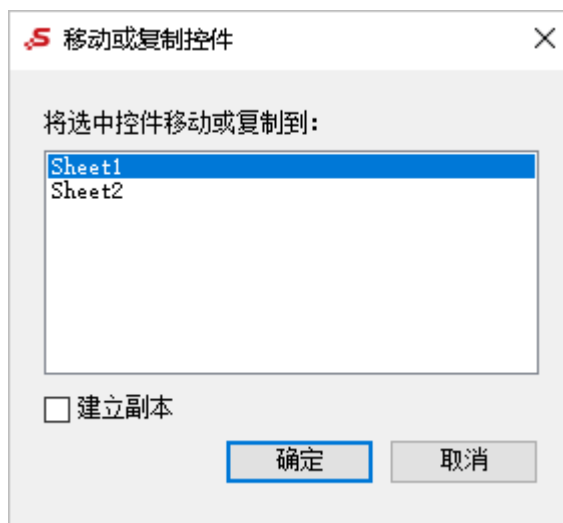 移动或复制控件
将选中控件移动或复制到：
Sheet1
Sheet2
建立副本
确定
取消